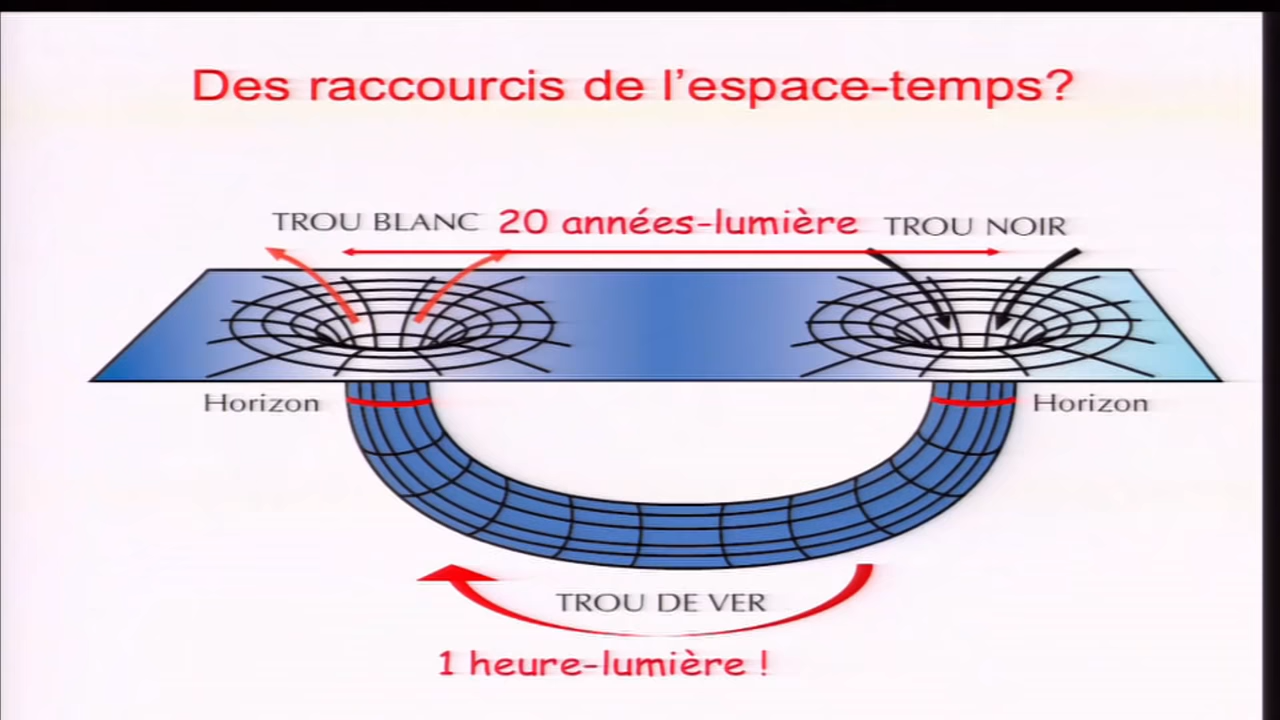 Des raccourcis de l'espace-temps?
TROU BLANC 20 années-lumière TROU NOIR
Horizon Horizon
TROU DE VER
1 heure-lumière !